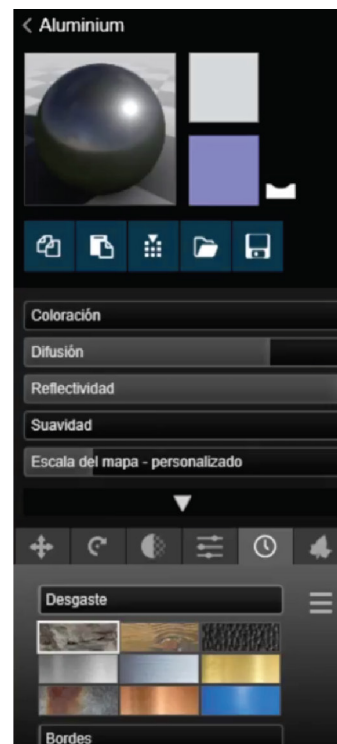 Aluminium
Coloración
Difusión
Reflectividad
Suavidad
Escala del mapa - personalizado
Desgaste
Bordes